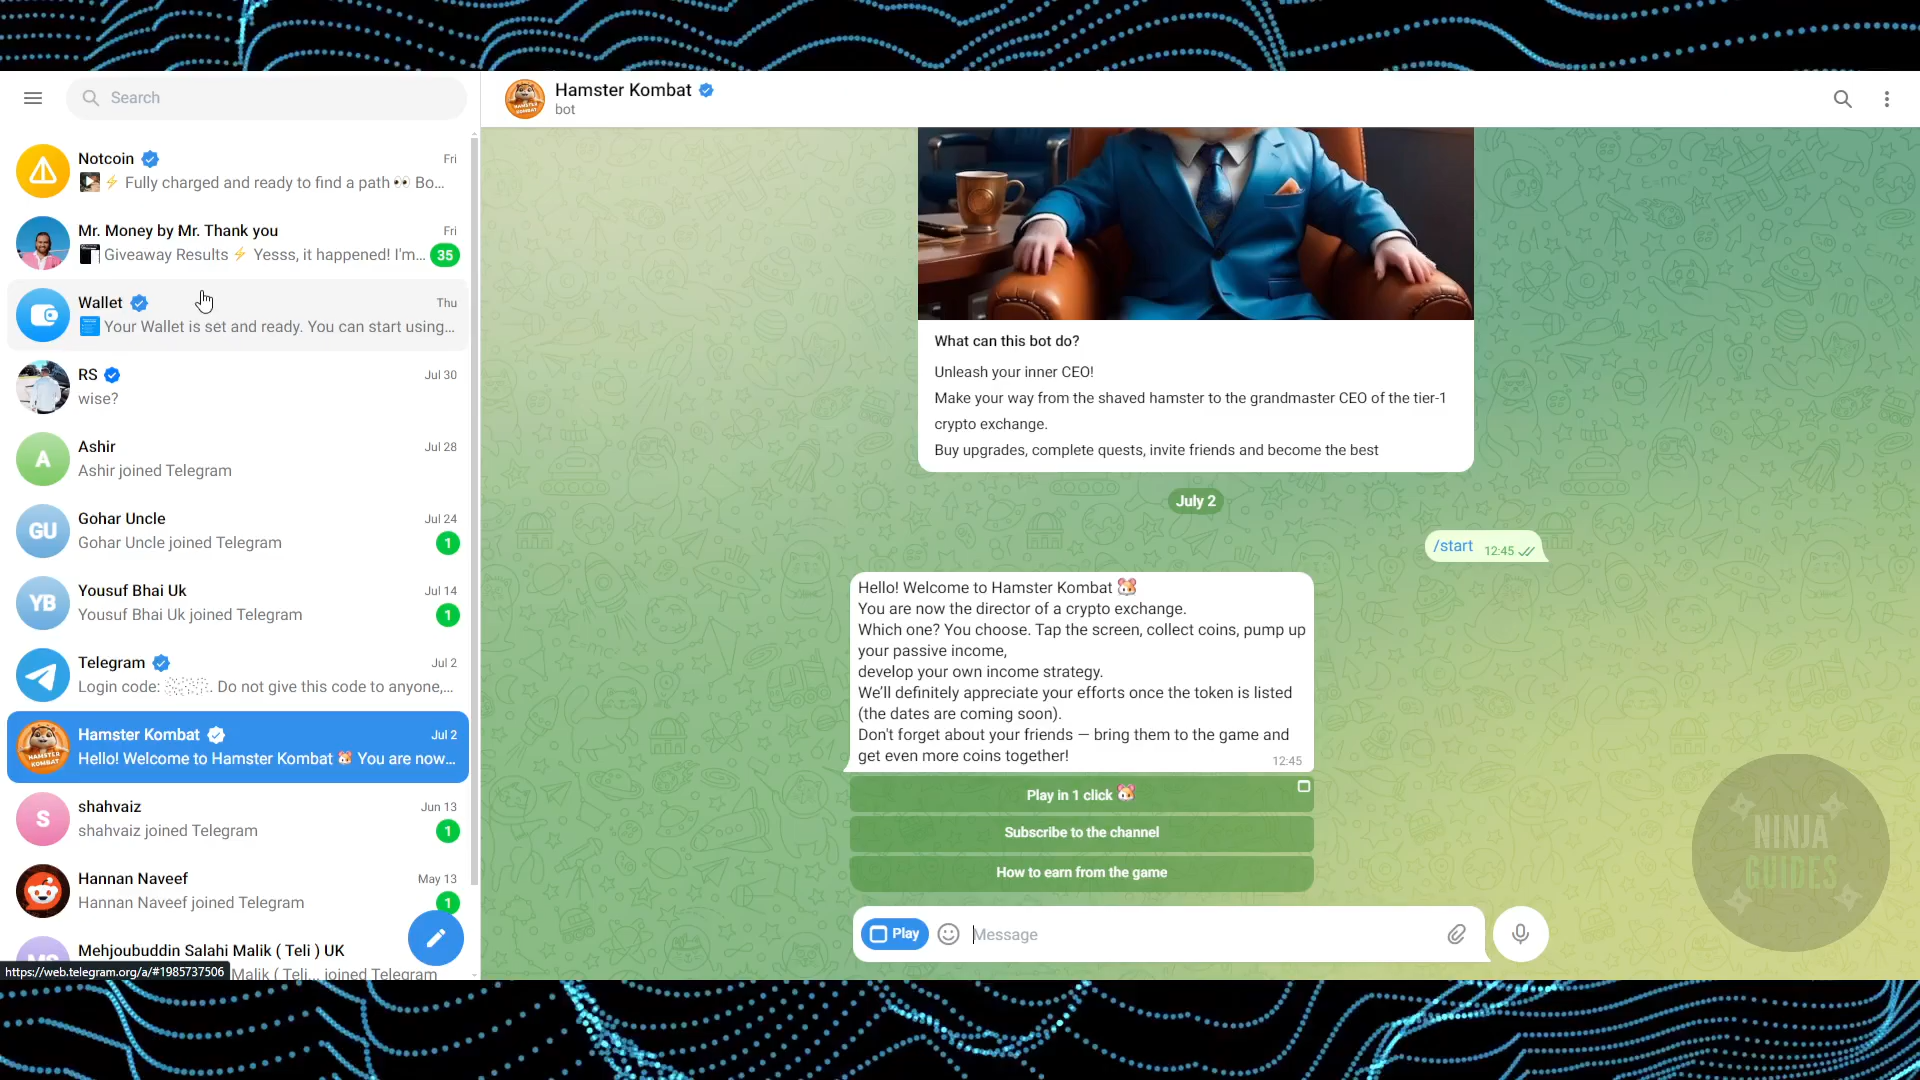 Search
Notcoin
Fri
⚡ Fully charged and ready to find a path 👀 Bo...
Mr. Money by Mr. Thank you
Fri
Giveaway Results ⚡ Yesss, it happened! I'm...
35
Wallet
Thu
Your Wallet is set and ready. You can start using...
RS
Jul 30
wise?
A
Ashir
Jul 28
Ashir joined Telegram
GU
Gohar Uncle
Jul 24
Gohar Uncle joined Telegram
1
YB
Yousuf Bhai Uk
Jul 14
Yousuf Bhai Uk joined Telegram
1
Telegram
Jul 2
Login code: . Do not give this code to anyone,...
HAMSTER
KOMBAT
Hamster Kombat
Jul 2
Hello! Welcome to Hamster Kombat 🐹 You are now...
S
shahvaiz
Jun 13
shahvaiz joined Telegram
1
Hannan Naveef
May 13
Hannan Naveef joined Telegram
1
Mehjoubuddin Salahi Malik ( Teli ) UK
https://web.telegram.org/a/#1985737506
Malik ( Teli... joined Telegram
Hamster Kombat
bot
What can this bot do?
Unleash your inner CEO!
Make your way from the shaved hamster to the grandmaster CEO of the tier-1
crypto exchange.
Buy upgrades, complete quests, invite friends and become the best
July 2
/start 12:45
Hello! Welcome to Hamster Kombat 🐹
You are now the director of a crypto exchange.
Which one? You choose. Tap the screen, collect coins, pump up
your passive income,
develop your own income strategy.
We'll definitely appreciate your efforts once the token is listed
(the dates are coming soon).
Don't forget about your friends — bring them to the game and
get even more coins together!
12:45
Play in 1 click 🐹
Subscribe to the channel
How to earn from the game
Play
Message
NINJA
GUIDES